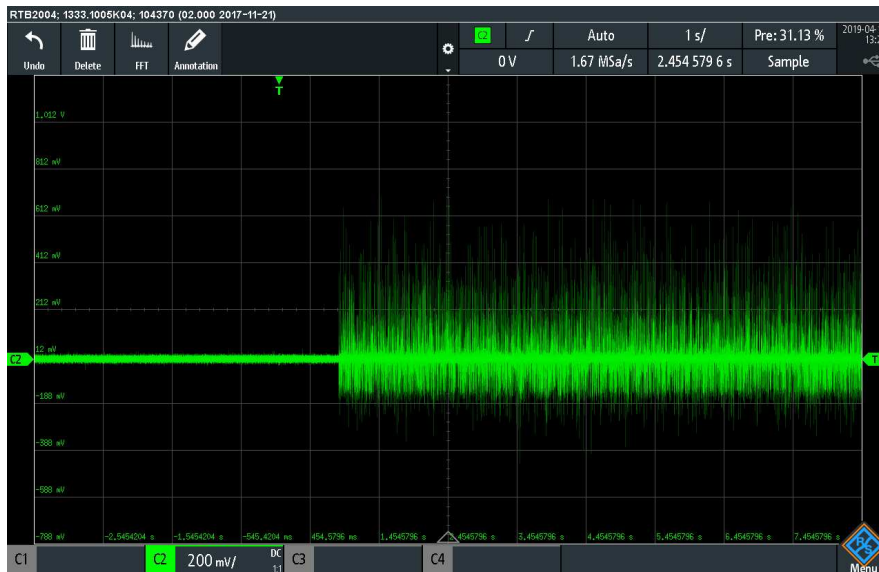 RTB2004; 1333.1005K04; 104370 (02.000 2017-11-21)
Undo Delete FFT Annotation
C2 Auto 1 s/ Pre: 31.13 %
0 V 1.67 MSa/s 2.454 579 6 s Sample
2019-04-
T
1.012 V
812 mV
612 mV
412 mV
212 mV
12 mV
C2 T
-188 mV
-388 mV
-588 mV
-788 mV -2.5454204 s -1.5454204 s -545.4204 ms 454.5796 ms 1.4545796 s 2.4545796 s 3.4545796 s 4.4545796 s 5.4545796 s 6.4545796 s 7.4545796 s
C1 C2 200 mV/ DC 1:1 C3 C4
R&S
Menu